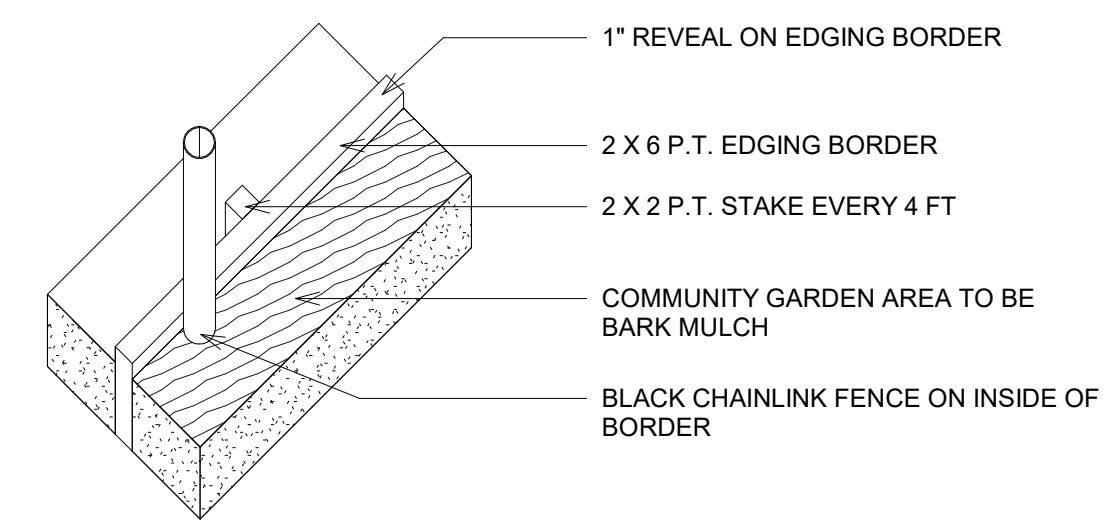 1" REVEAL ON EDGING BORDER
2 X 6 P.T. EDGING BORDER
2 X 2 P.T. STAKE EVERY 4 FT
COMMUNITY GARDEN AREA TO BE
BARK MULCH
BLACK CHAINLINK FENCE ON INSIDE OF
BORDER